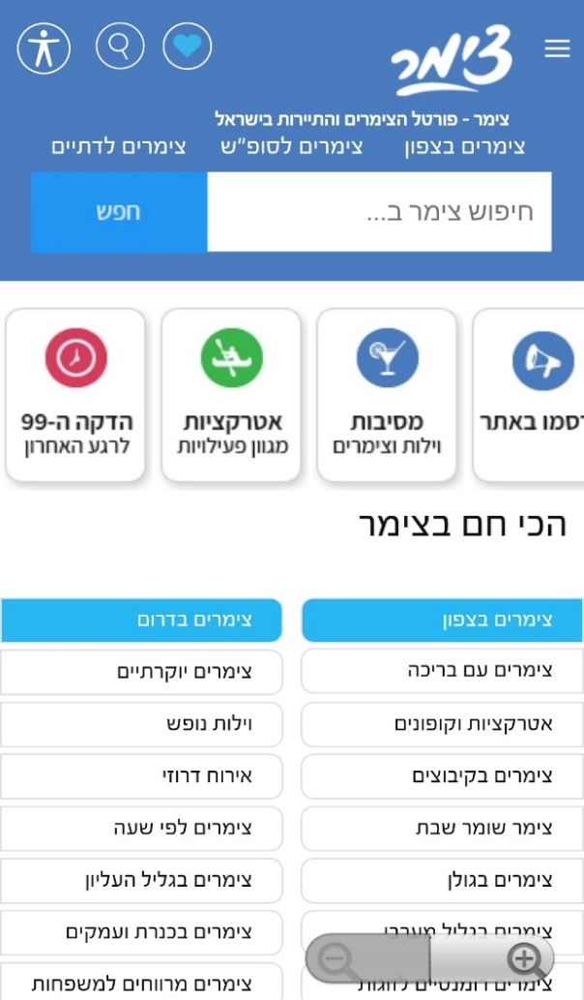 צימר
צימר - פורטל הצימרים והתיירות בישראל
צימרים בצפון
צימרים לסופ"ש
צימרים לדתיים
חיפוש צימר ב...
חפש
רסמו באתר
מסיבות
וילות וצימרים
אטרקציות
מגוון פעילויות
הדקה ה-99
לרגע האחרון
הכי חם בצימר
צימרים בצפון
צימרים בדרום
צימרים עם בריכה
צימרים יוקרתיים
אטרקציות וקופונים
וילות נופש
צימרים בקיבוצים
אירוח דרוזי
צימר שומר שבת
צימרים לפי שעה
צימרים בגולן
צימרים בגליל העליון
צימרים בגליל מערבי
צימרים בכנרת ועמקים
צימרים רומנטיים לזוגות
צימרים מרווחים למשפחות